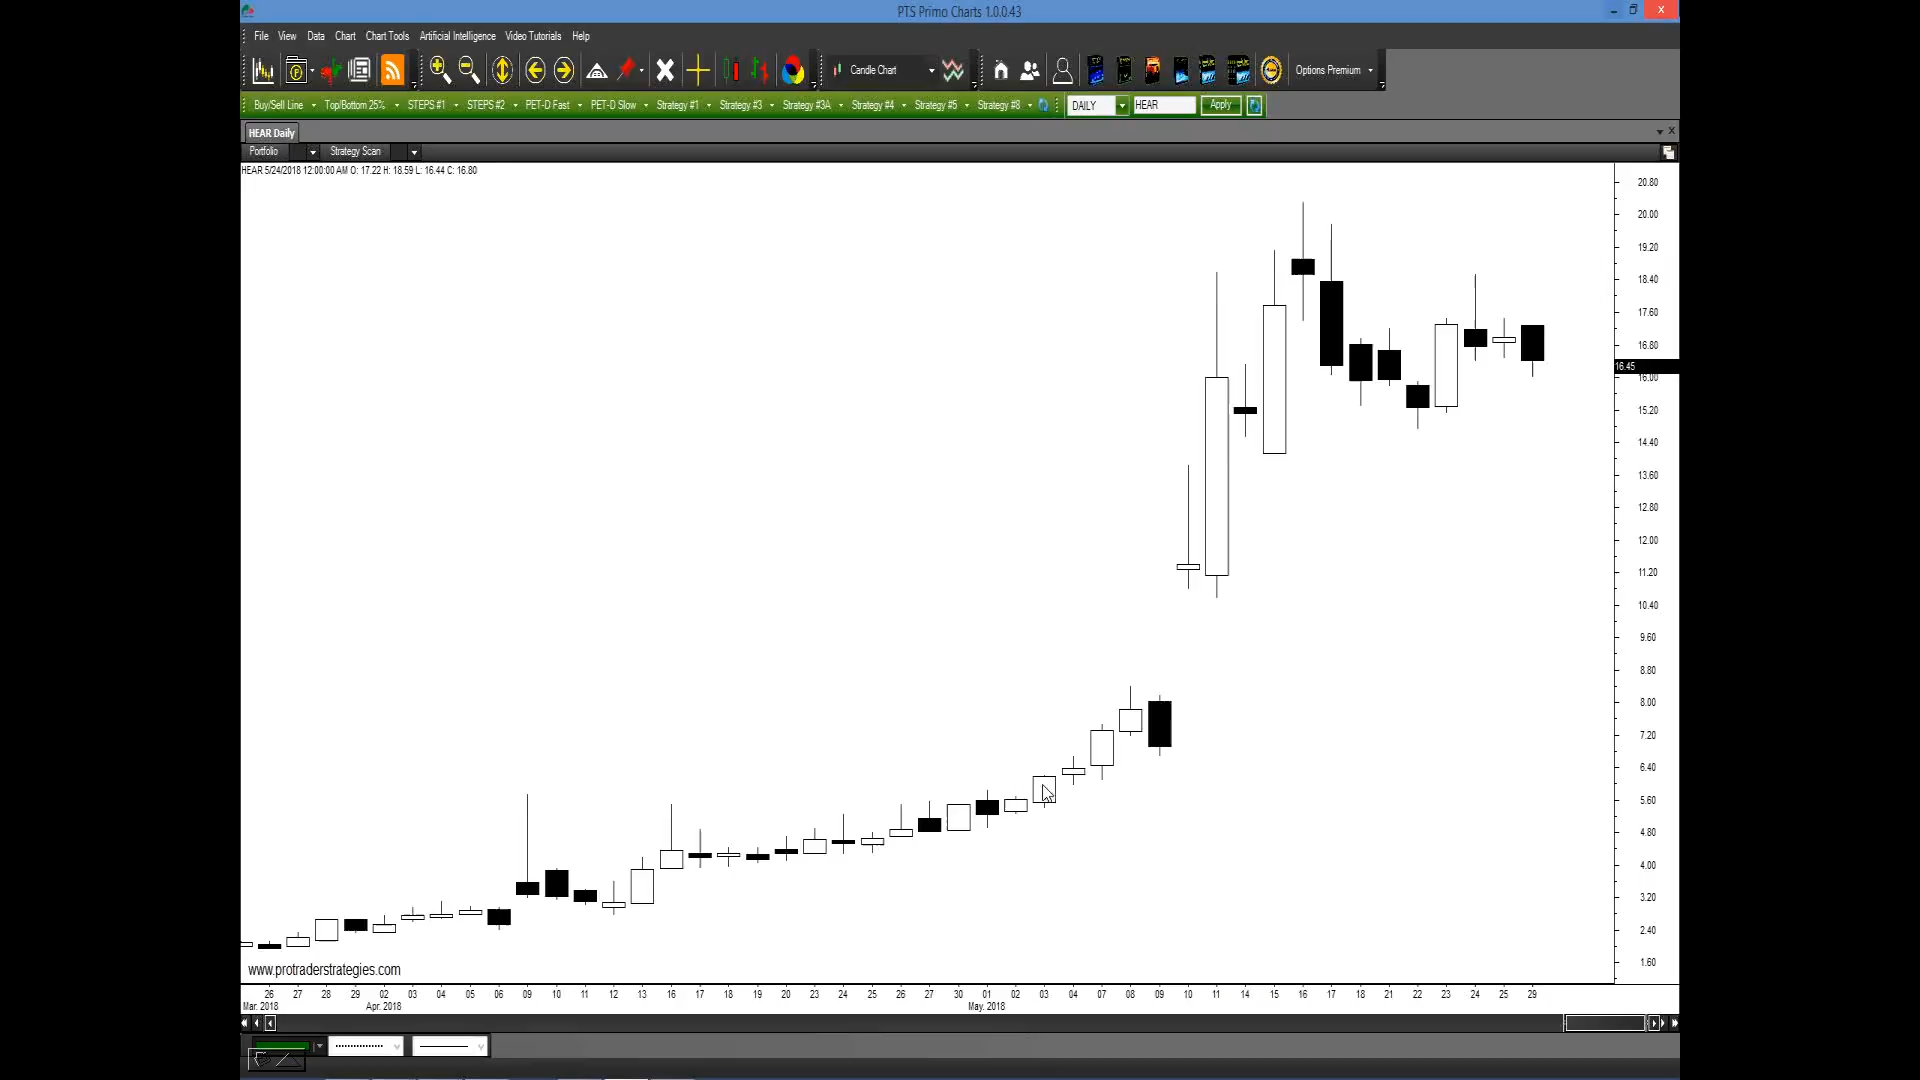 PTS Primo Charts 1.0.0.43
File View Data Chart Chart Tools Artificial Intelligence Video Tutorials Help
Candle Chart Options Premium
Buy/Sell Line Top/Bottom 25% STEPS #1 STEPS #2 PET-D Fast PET-D Slow Strategy #1 Strategy #3 Strategy #3A Strategy #4 Strategy #5 Strategy #8 DAILY HEAR Apply
HEAR Daily
Portfolio Strategy Scan
HEAR 5/24/2018 12:00:00 AM O: 17.22 H: 18.59 L: 16.44 C: 16.80
20.80
20.00
19.20
18.40
17.60
16.80
16.45
16.00
15.20
14.40
13.60
12.80
12.00
11.20
10.40
9.60
8.80
8.00
7.20
6.40
5.60
4.80
4.00
3.20
2.40
1.60
www.protraderstrategies.com
26 27 28 29 02 03 04 05 06 09 10 11 12 13 16 17 18 19 20 23 24 25 26 27 30 01 02 03 04 07 08 09 10 11 14 15 16 17 18 21 22 23 24 25 29
Mar. 2018 Apr. 2018 May. 2018